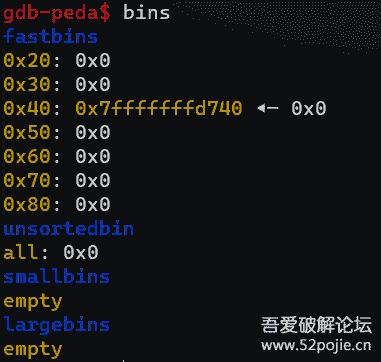 gdb-peda$ bins
fastbins
0x20: 0x0
0x30: 0x0
0x40: 0x7fffffffd740 ◂— 0x0
0x50: 0x0
0x60: 0x0
0x70: 0x0
0x80: 0x0
unsortedbin
all: 0x0
smallbins
empty
largebins
empty
吾爱破解论坛
www.52pojie.cn